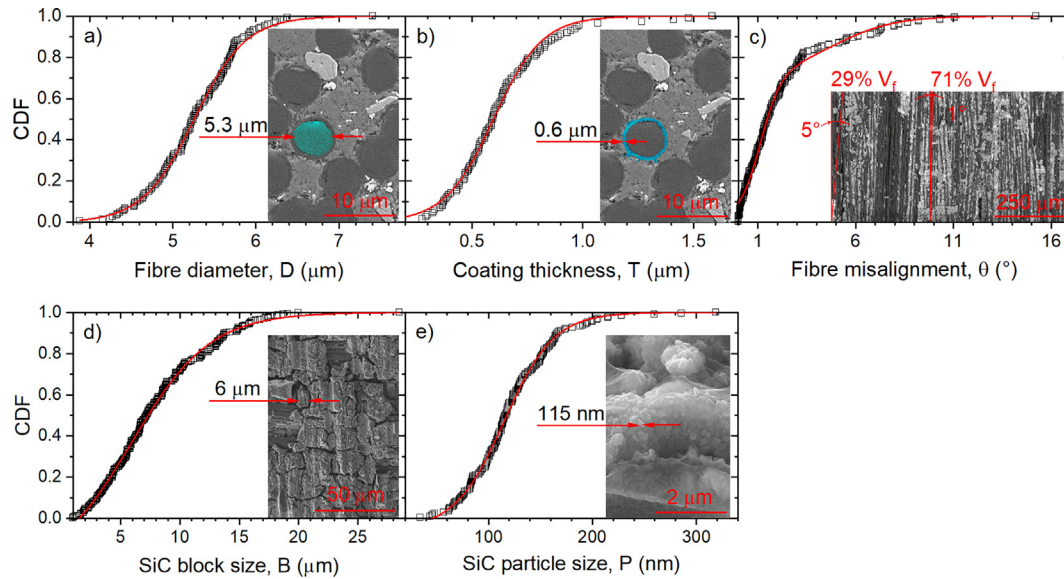 a)
b)
c)
1.0
0.8
0.6
0.4
0.2
0.0
CDF
5.3 μm
10 μm
4 5 6 7
Fibre diameter, D (μm)
0.6 μm
10 μm
0.5 1.0 1.5
Coating thickness, T (μm)
29% Vf 71% Vf
5°
1°
250 μm
1 6 11 16
Fibre misalignment, θ (°)
d)
e)
1.0
0.8
0.6
0.4
0.2
0.0
CDF
6 μm
50 μm
5 10 15 20 25
SiC block size, B (μm)
115 nm
2 μm
100 200 300
SiC particle size, P (nm)